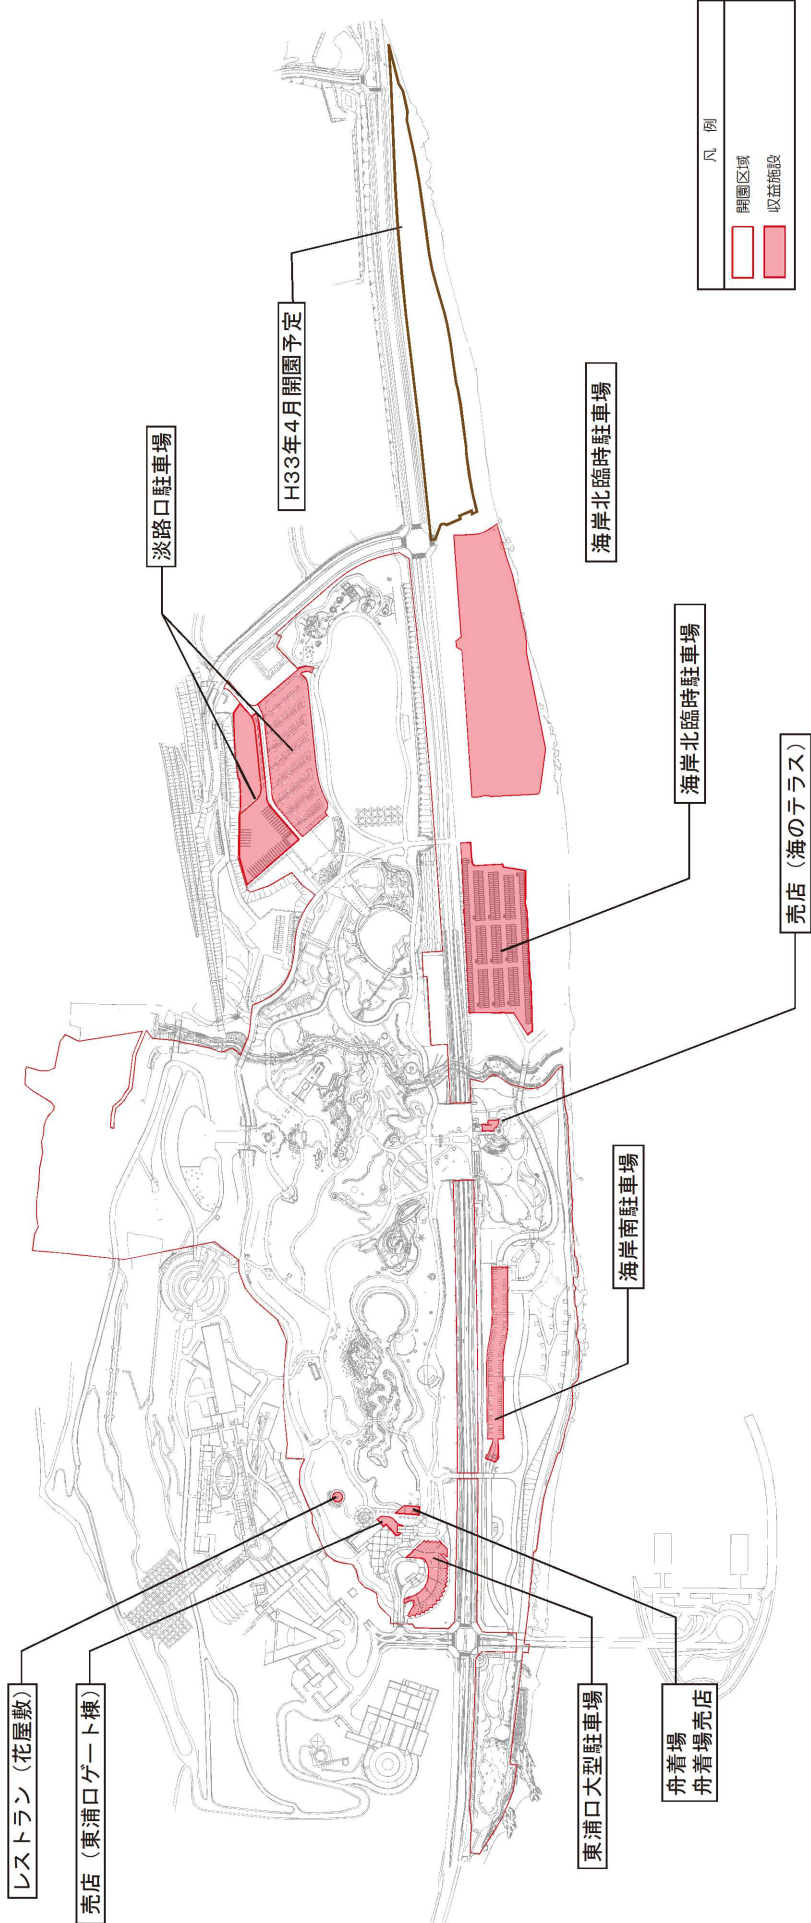 レストラン（花屋敷）
売店（東浦口ゲート棟）
淡路口駐車場
H33年4月開園予定
東浦口大型駐車場
舟着場
舟着場売店
海岸南駐車場
売店（海のテラス）
海岸北臨時駐車場
海岸北臨時駐車場
凡　例
開園区域
収益施設